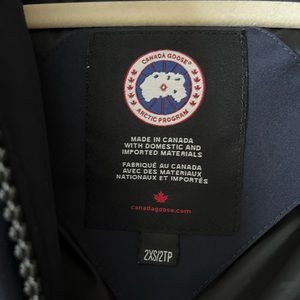 CANADA GOOSE
ARCTIC PROGRAM
MADE IN CANADA
WITH DOMESTIC AND
IMPORTED MATERIALS
FABRIQUÉ AU CANADA
AVEC DES MATERIAUX
NATIONAUX ET IMPORTÉS
canadagoose.com
2XS/2TP